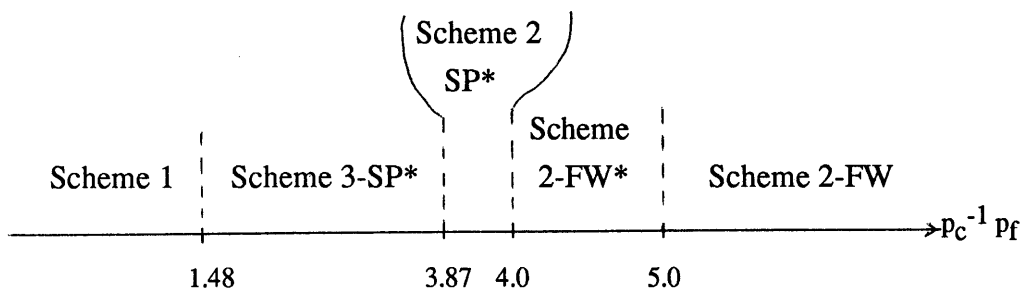 Scheme 2
SP*
Scheme
Scheme 1 Scheme 3-SP* 2-FW* Scheme 2-FW
p_c^-1 p_f
1.48 3.87 4.0 5.0